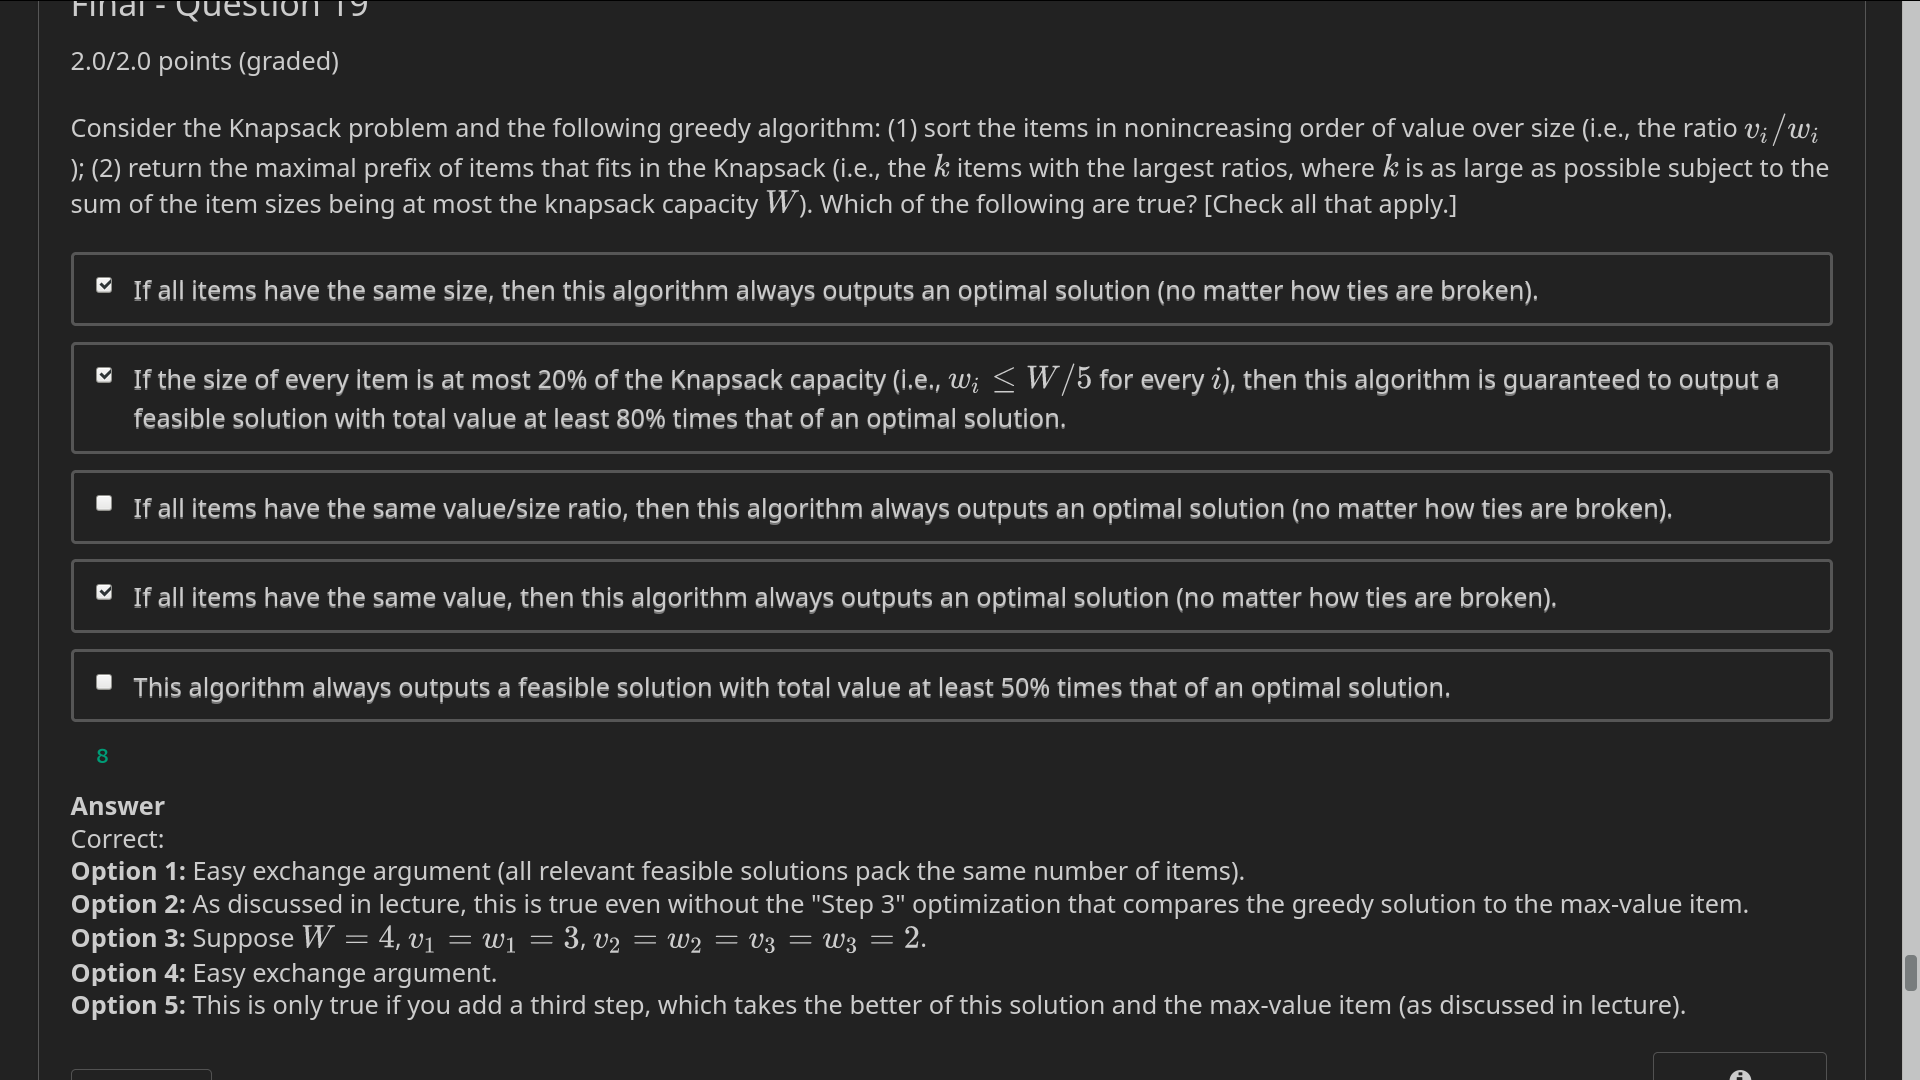 Final - Question 19
2.0/2.0 points (graded)
Consider the Knapsack problem and the following greedy algorithm: (1) sort the items in nonincreasing order of value over size (i.e., the ratio v_i/w_i
); (2) return the maximal prefix of items that fits in the Knapsack (i.e., the k items with the largest ratios, where k is as large as possible subject to the
sum of the item sizes being at most the knapsack capacity W). Which of the following are true? [Check all that apply.]
If all items have the same size, then this algorithm always outputs an optimal solution (no matter how ties are broken).
If the size of every item is at most 20% of the Knapsack capacity (i.e., w_i ≤ W/5 for every i), then this algorithm is guaranteed to output a
feasible solution with total value at least 80% times that of an optimal solution.
If all items have the same value/size ratio, then this algorithm always outputs an optimal solution (no matter how ties are broken).
If all items have the same value, then this algorithm always outputs an optimal solution (no matter how ties are broken).
This algorithm always outputs a feasible solution with total value at least 50% times that of an optimal solution.
8
Answer
Correct:
Option 1: Easy exchange argument (all relevant feasible solutions pack the same number of items).
Option 2: As discussed in lecture, this is true even without the "Step 3" optimization that compares the greedy solution to the max-value item.
Option 3: Suppose W = 4, v_1 = w_1 = 3, v_2 = w_2 = v_3 = w_3 = 2.
Option 4: Easy exchange argument.
Option 5: This is only true if you add a third step, which takes the better of this solution and the max-value item (as discussed in lecture).